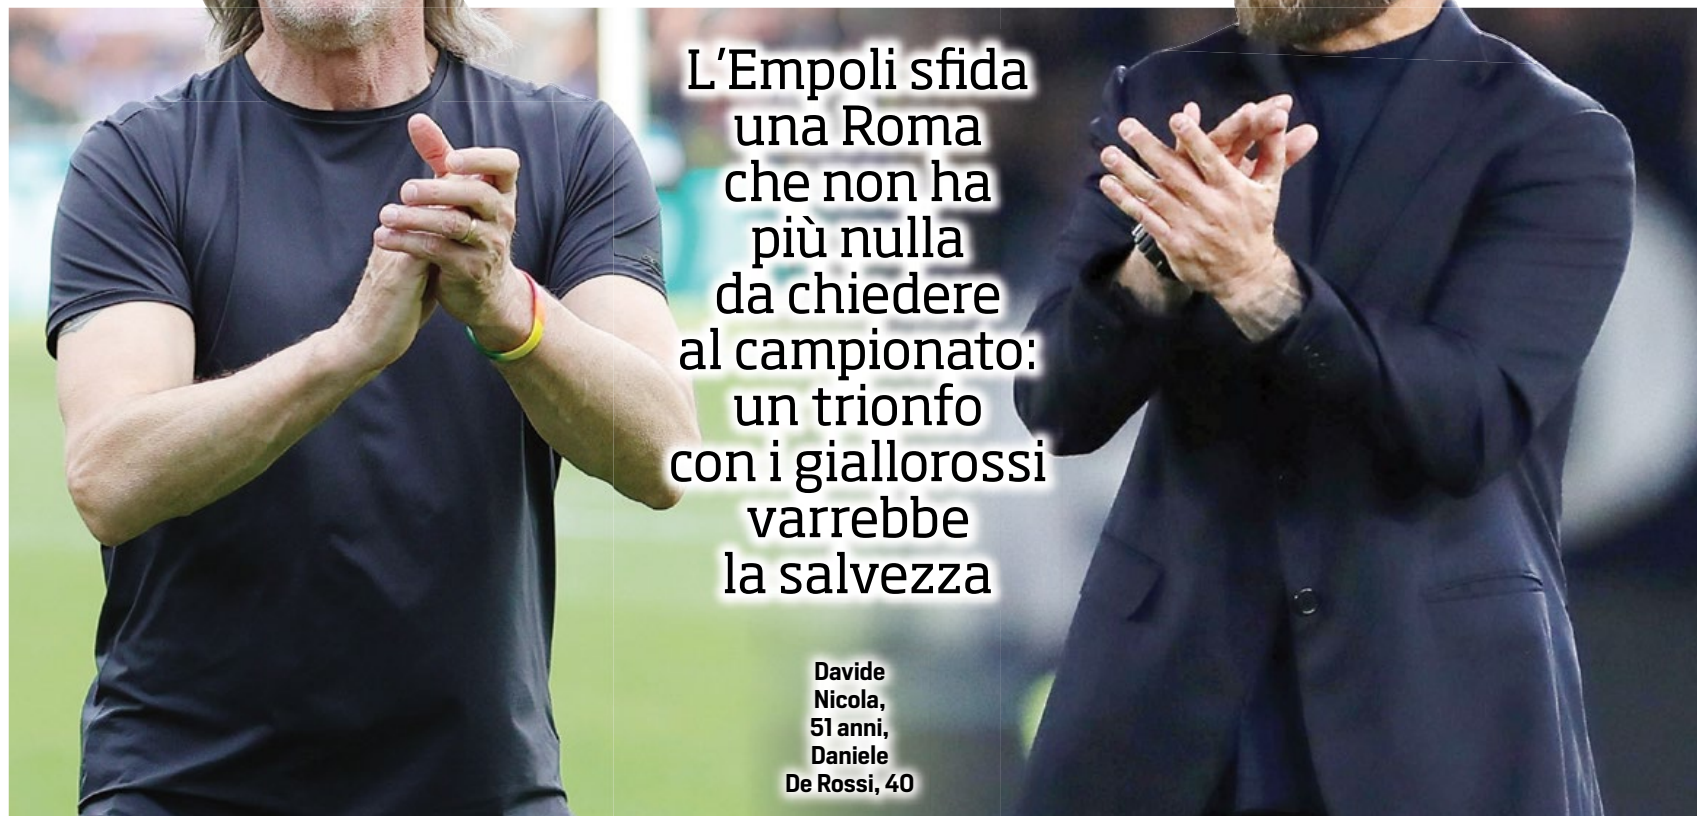 L'Empoli sfida
una Roma
che non ha
più nulla
da chiedere
al campionato:
un trionfo
con i giallorossi
varrebbe
la salvezza
Davide
Nicola,
51 anni,
Daniele
De Rossi, 40